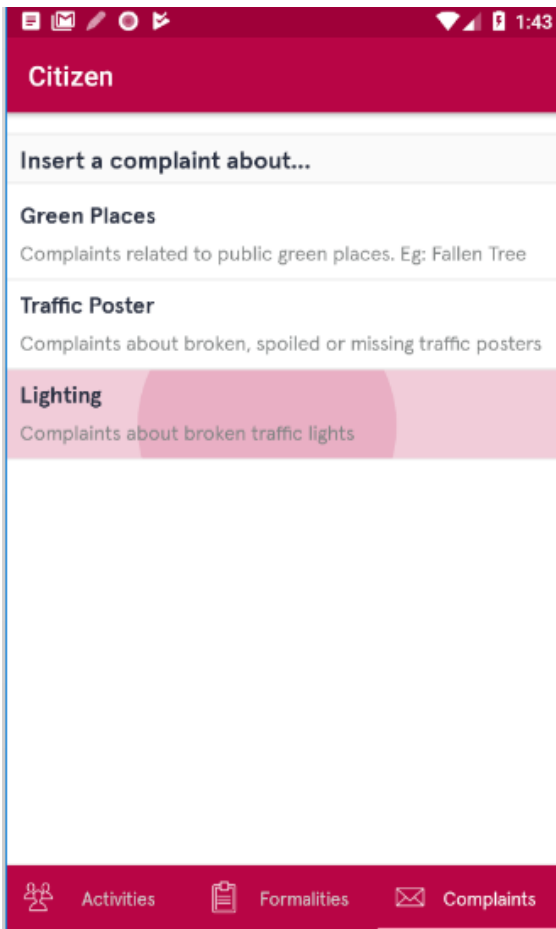 1:43
Citizen
Insert a complaint about...
Green Places
Complaints related to public green places. Eg: Fallen Tree
Traffic Poster
Complaints about broken, spoiled or missing traffic posters
Lighting
Complaints about broken traffic lights
Activities Formalities Complaints